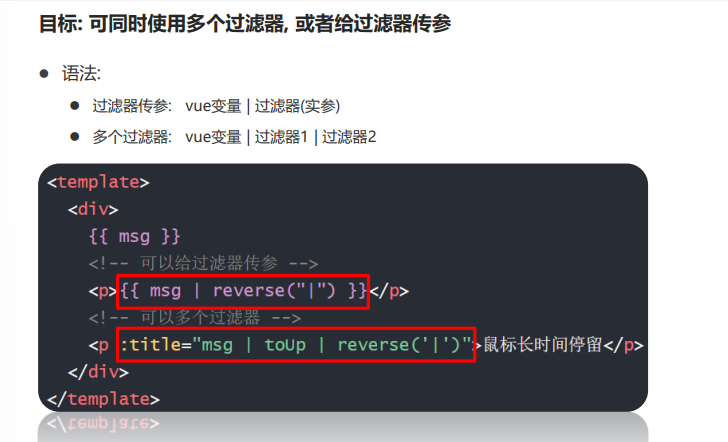 目标: 可同时使用多个过滤器, 或者给过滤器传参
● 语法:
● 过滤器传参: vue变量 | 过滤器(实参)
● 多个过滤器: vue变量 | 过滤器1 | 过滤器2
<template>
<div>
{{ msg }}
<!-- 可以给过滤器传参 -->
<p>{{ msg | reverse("|") }}</p>
<!-- 可以多个过滤器 -->
<p :title="msg | toUp | reverse('|')">鼠标长时间停留</p>
</div>
</template>